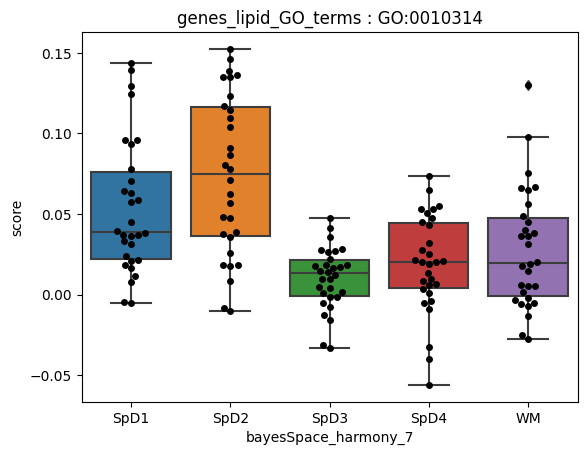 genes_lipid_GO_terms : GO:0010314
0.15
0.10
0.05
0.00
−0.05
score
SpD1 SpD2 SpD3 SpD4 WM
bayesSpace_harmony_7